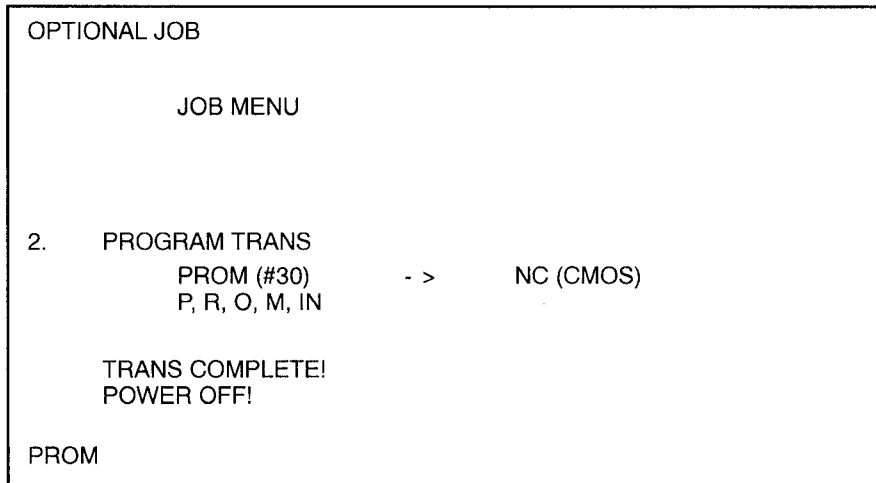 OPTIONAL JOB
JOB MENU
2. PROGRAM TRANS
PROM (#30) - > NC (CMOS)
P, R, O, M, IN
TRANS COMPLETE!
POWER OFF!
PROM